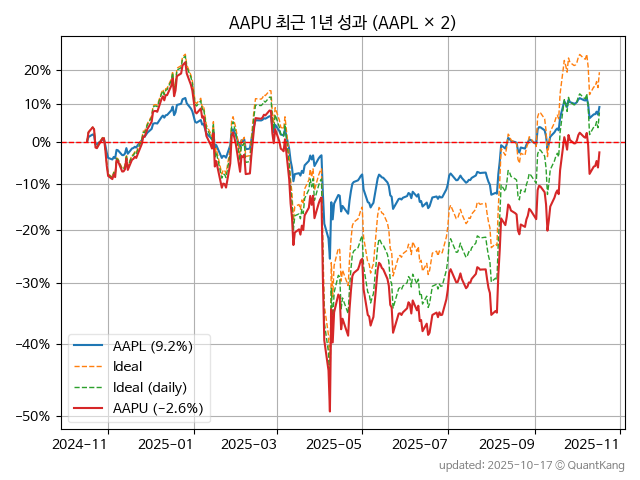 AAPU 최근 1년 성과 (AAPL × 2)
20%
10%
0%
−10%
−20%
−30%
−40%
−50%
AAPL (9.2%)
Ideal
Ideal (daily)
AAPU (−2.6%)
2024−11
2025−01
2025−03
2025−05
2025−07
2025−09
2025−11
updated: 2025-10-17 ⓒ QuantKang